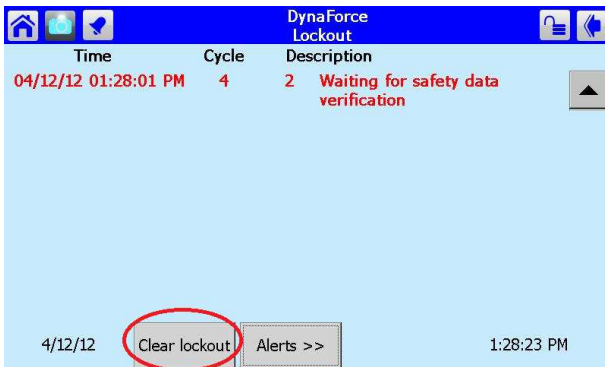 DynaForce
Lockout
Time Cycle Description
04/12/12 01:28:01 PM 4 2 Waiting for safety data
verification
4/12/12 Clear lockout Alerts >> 1:28:23 PM